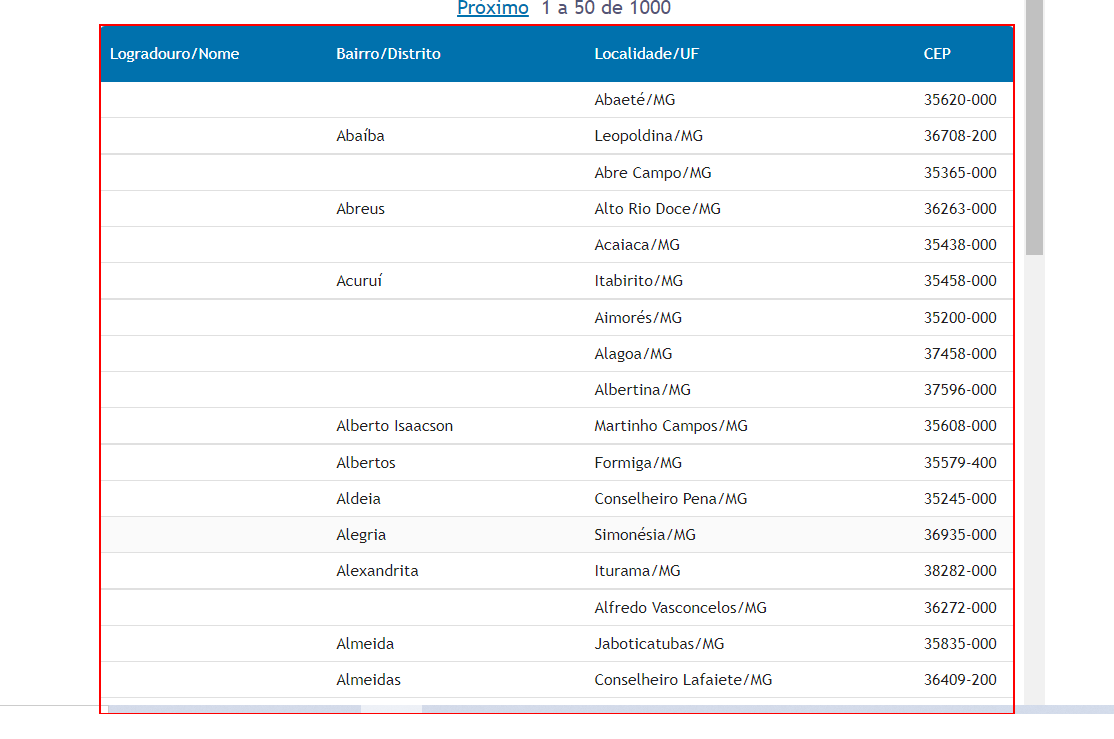 Próximo 1 a 50 de 1000
Logradouro/Nome Bairro/Distrito Localidade/UF CEP
Abaeté/MG 35620-000
Abaíba Leopoldina/MG 36708-200
Abre Campo/MG 35365-000
Abreus Alto Rio Doce/MG 36263-000
Acaiaca/MG 35438-000
Acuruí Itabirito/MG 35458-000
Aimorés/MG 35200-000
Alagoa/MG 37458-000
Albertina/MG 37596-000
Alberto Isaacson Martinho Campos/MG 35608-000
Albertos Formiga/MG 35579-400
Aldeia Conselheiro Pena/MG 35245-000
Alegria Simonésia/MG 36935-000
Alexandrita Iturama/MG 38282-000
Alfredo Vasconcelos/MG 36272-000
Almeida Jaboticatubas/MG 35835-000
Almeidas Conselheiro Lafaiete/MG 36409-200